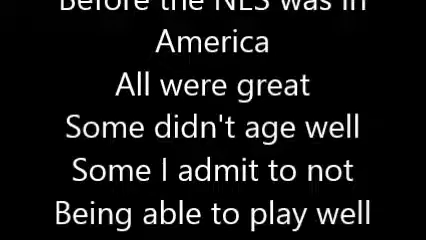 Before the NES was in
America
All were great
Some didn't age well
Some I admit to not
Being able to play well